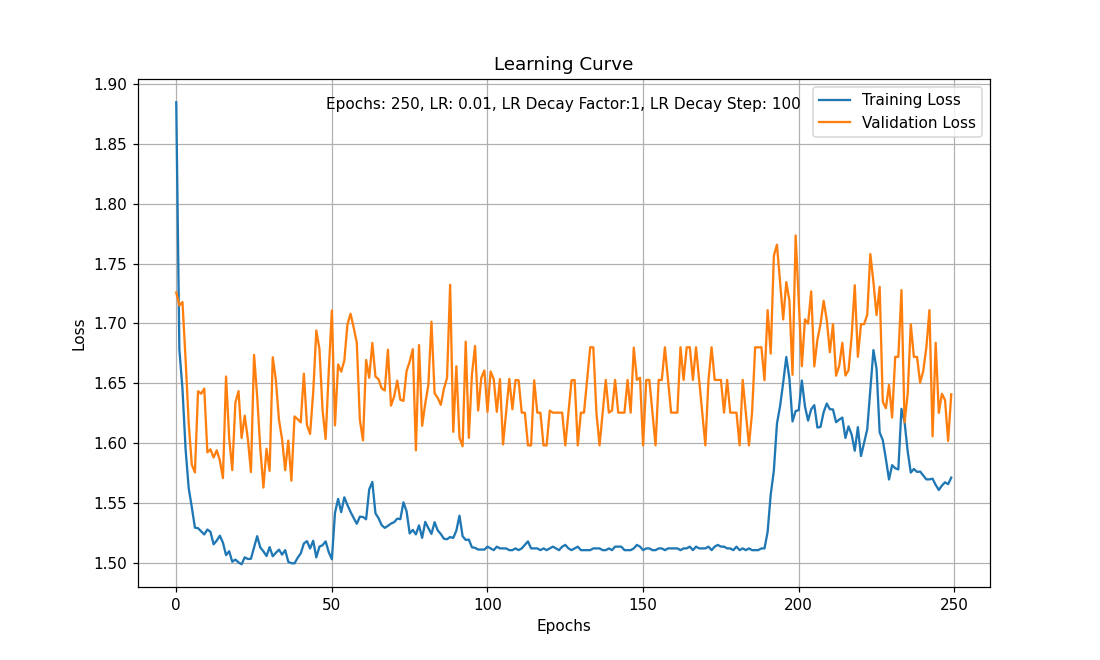 Learning Curve
Epochs: 250, LR: 0.01, LR Decay Factor:1, LR Decay Step: 100
Training Loss
Validation Loss
1.90
1.85
1.80
1.75
1.70
1.65
1.60
1.55
1.50
Loss
0
50
100
150
200
250
Epochs